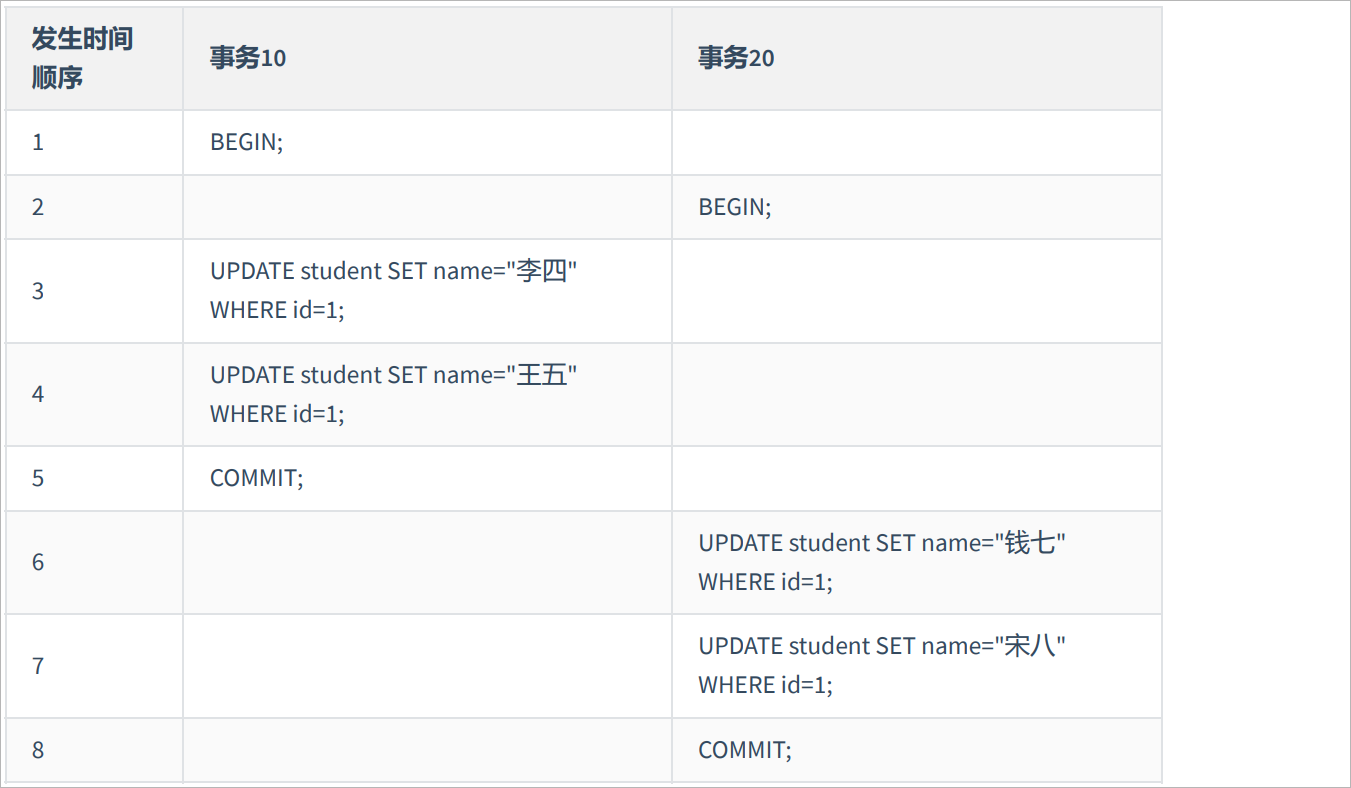 发生时间
顺序
事务10
事务20
1
BEGIN;
2
BEGIN;
3
UPDATE student SET name="李四"
WHERE id=1;
4
UPDATE student SET name="王五"
WHERE id=1;
5
COMMIT;
6
UPDATE student SET name="钱七"
WHERE id=1;
7
UPDATE student SET name="宋八"
WHERE id=1;
8
COMMIT;